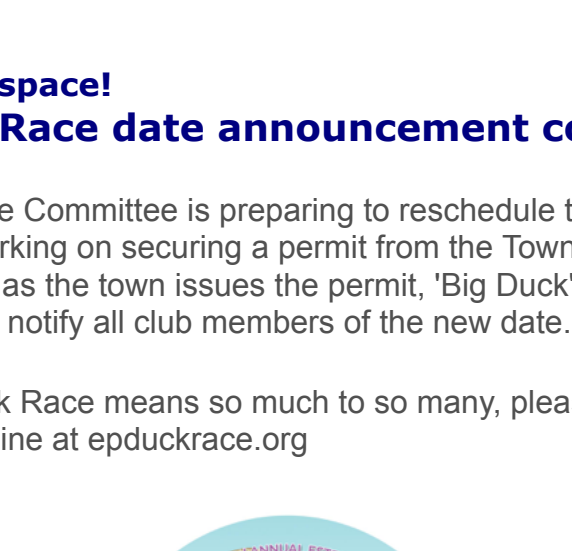 space!
Race date announcement co
e Committee is preparing to reschedule t
rking on securing a permit from the Town
as the town issues the permit, 'Big Duck'
notify all club members of the new date.
k Race means so much to so many, plea
ine at epduckrace.org
ANNUAL EST